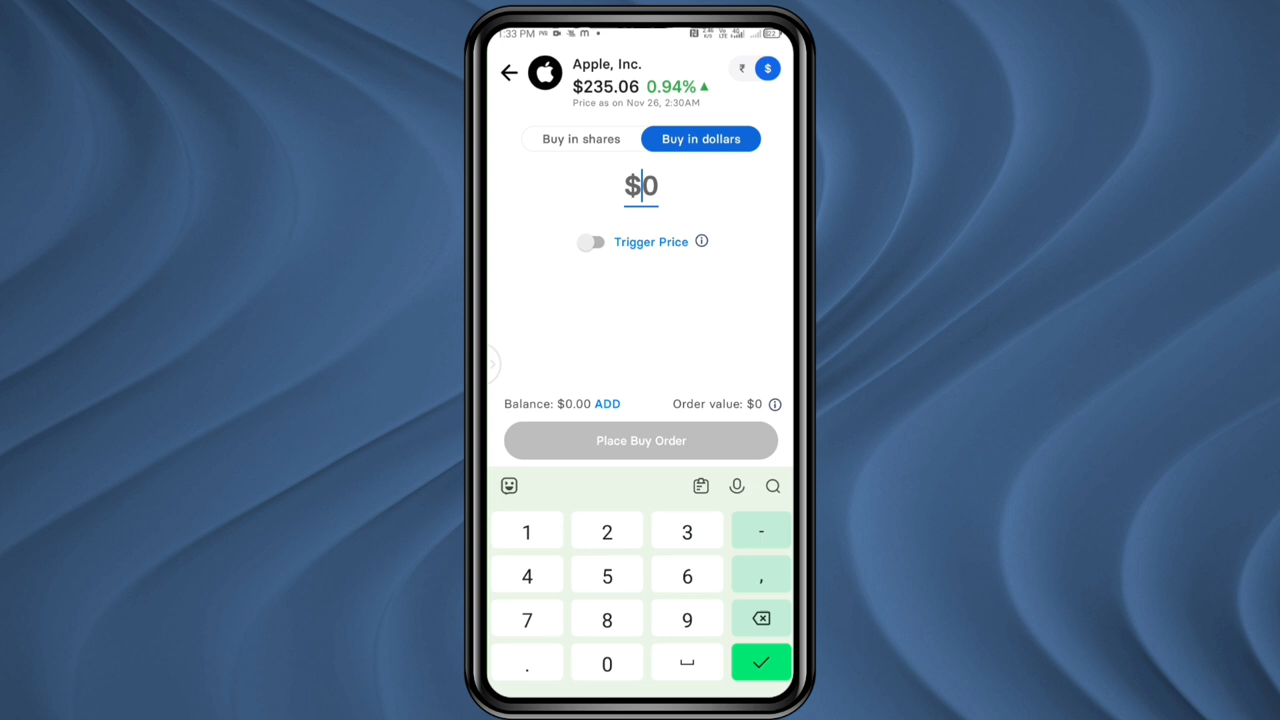 1:33 PM
Apple, Inc.
₹ $
$235.06 0.94%
Price as on Nov 26, 2:30AM
Buy in shares
Buy in dollars
$0
Trigger Price
Balance: $0.00 ADD
Order value: $0
Place Buy Order
1 2 3 -
4 5 6 ,
7 8 9
. 0